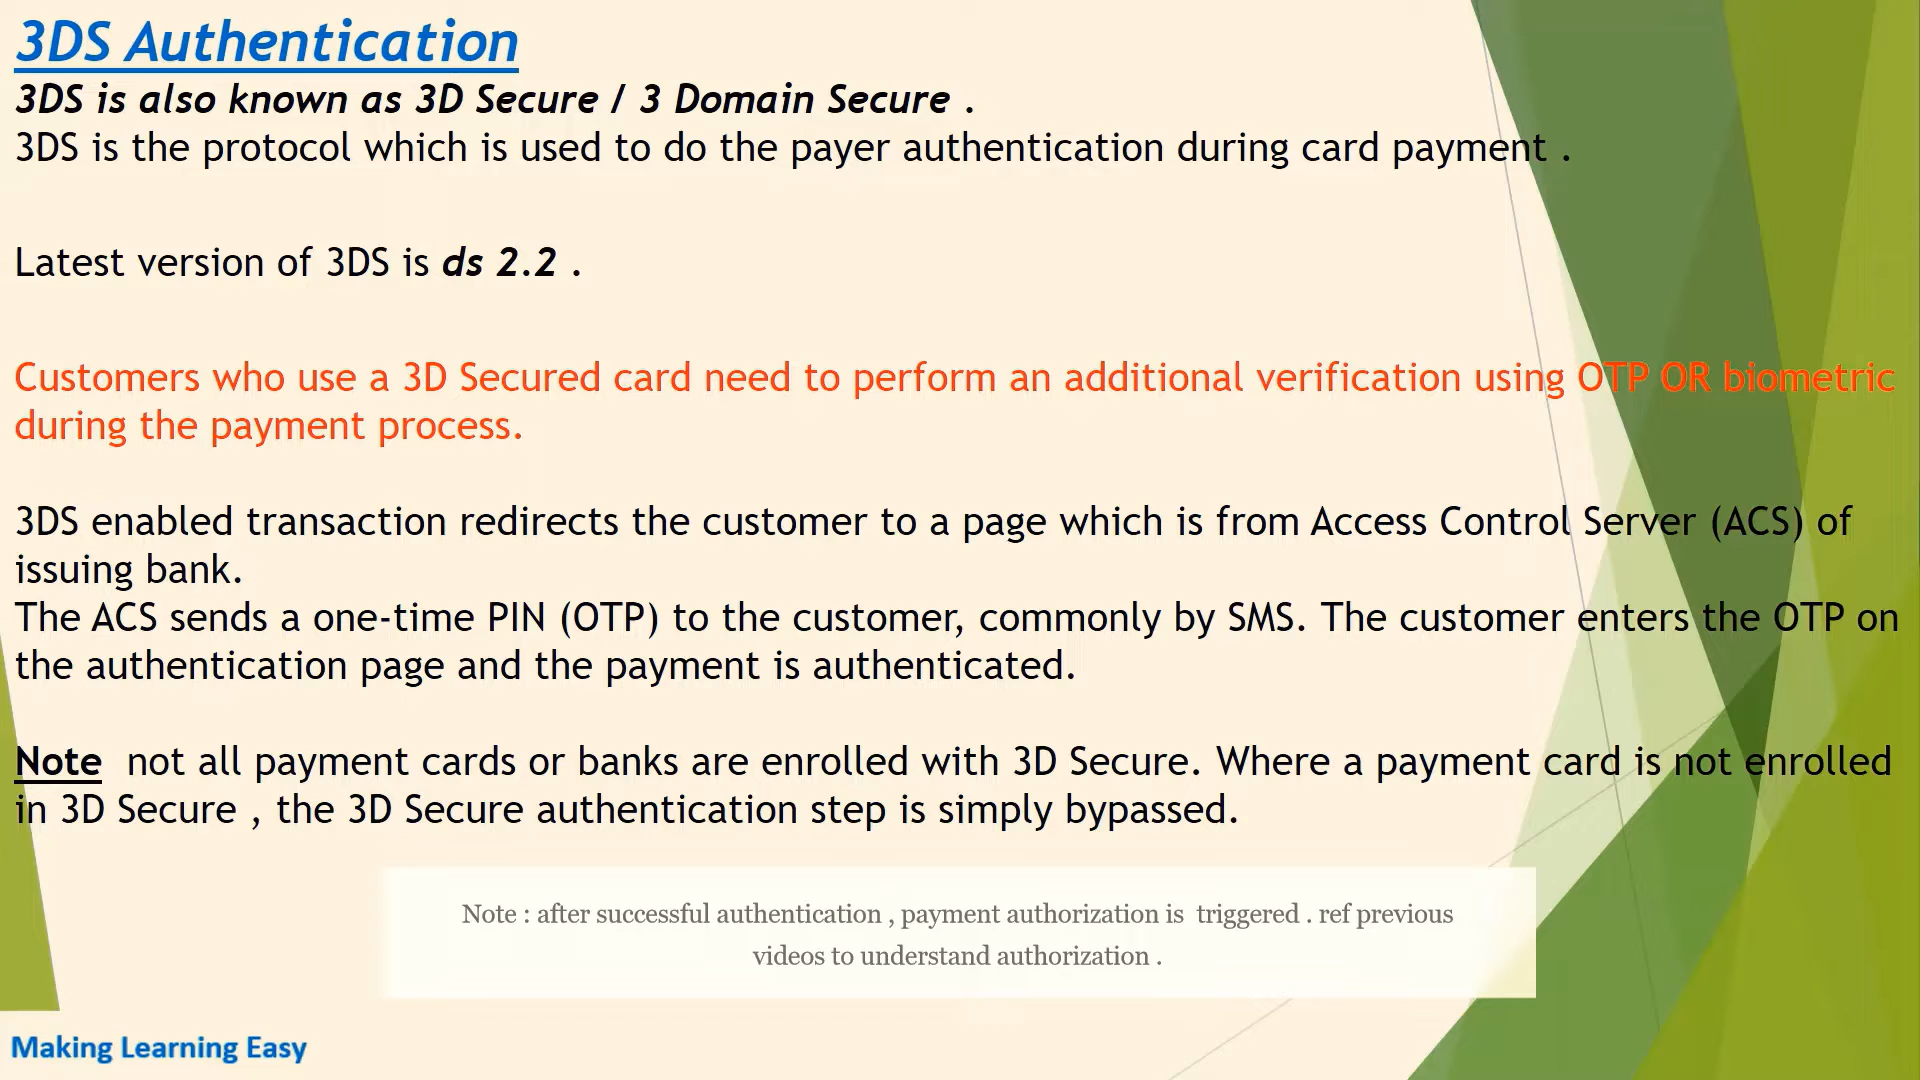 3DS Authentication
3DS is also known as 3D Secure / 3 Domain Secure .
3DS is the protocol which is used to do the payer authentication during card payment .
Latest version of 3DS is ds 2.2 .
Customers who use a 3D Secured card need to perform an additional verification using OTP OR biometric
during the payment process.
3DS enabled transaction redirects the customer to a page which is from Access Control Server (ACS) of
issuing bank.
The ACS sends a one-time PIN (OTP) to the customer, commonly by SMS. The customer enters the OTP on
the authentication page and the payment is authenticated.
Note not all payment cards or banks are enrolled with 3D Secure. Where a payment card is not enrolled
in 3D Secure , the 3D Secure authentication step is simply bypassed.
Note : after successful authentication , payment authorization is triggered . ref previous
videos to understand authorization .
Making Learning Easy